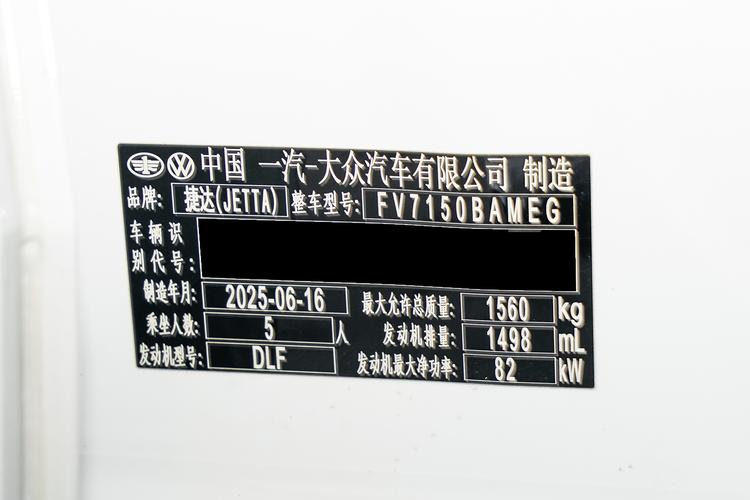 中国 一汽-大众汽车有限公司 制造
品牌: 捷达(JETTA) 整车型号: FV7150BAMEG
车辆识
别代号:
制造年月: 2025-06-16 最大允许总质量: 1560 kg
乘坐人数: 5 人 发动机排量: 1498 mL
发动机型号: DLF 发动机最大净功率: 82 kW